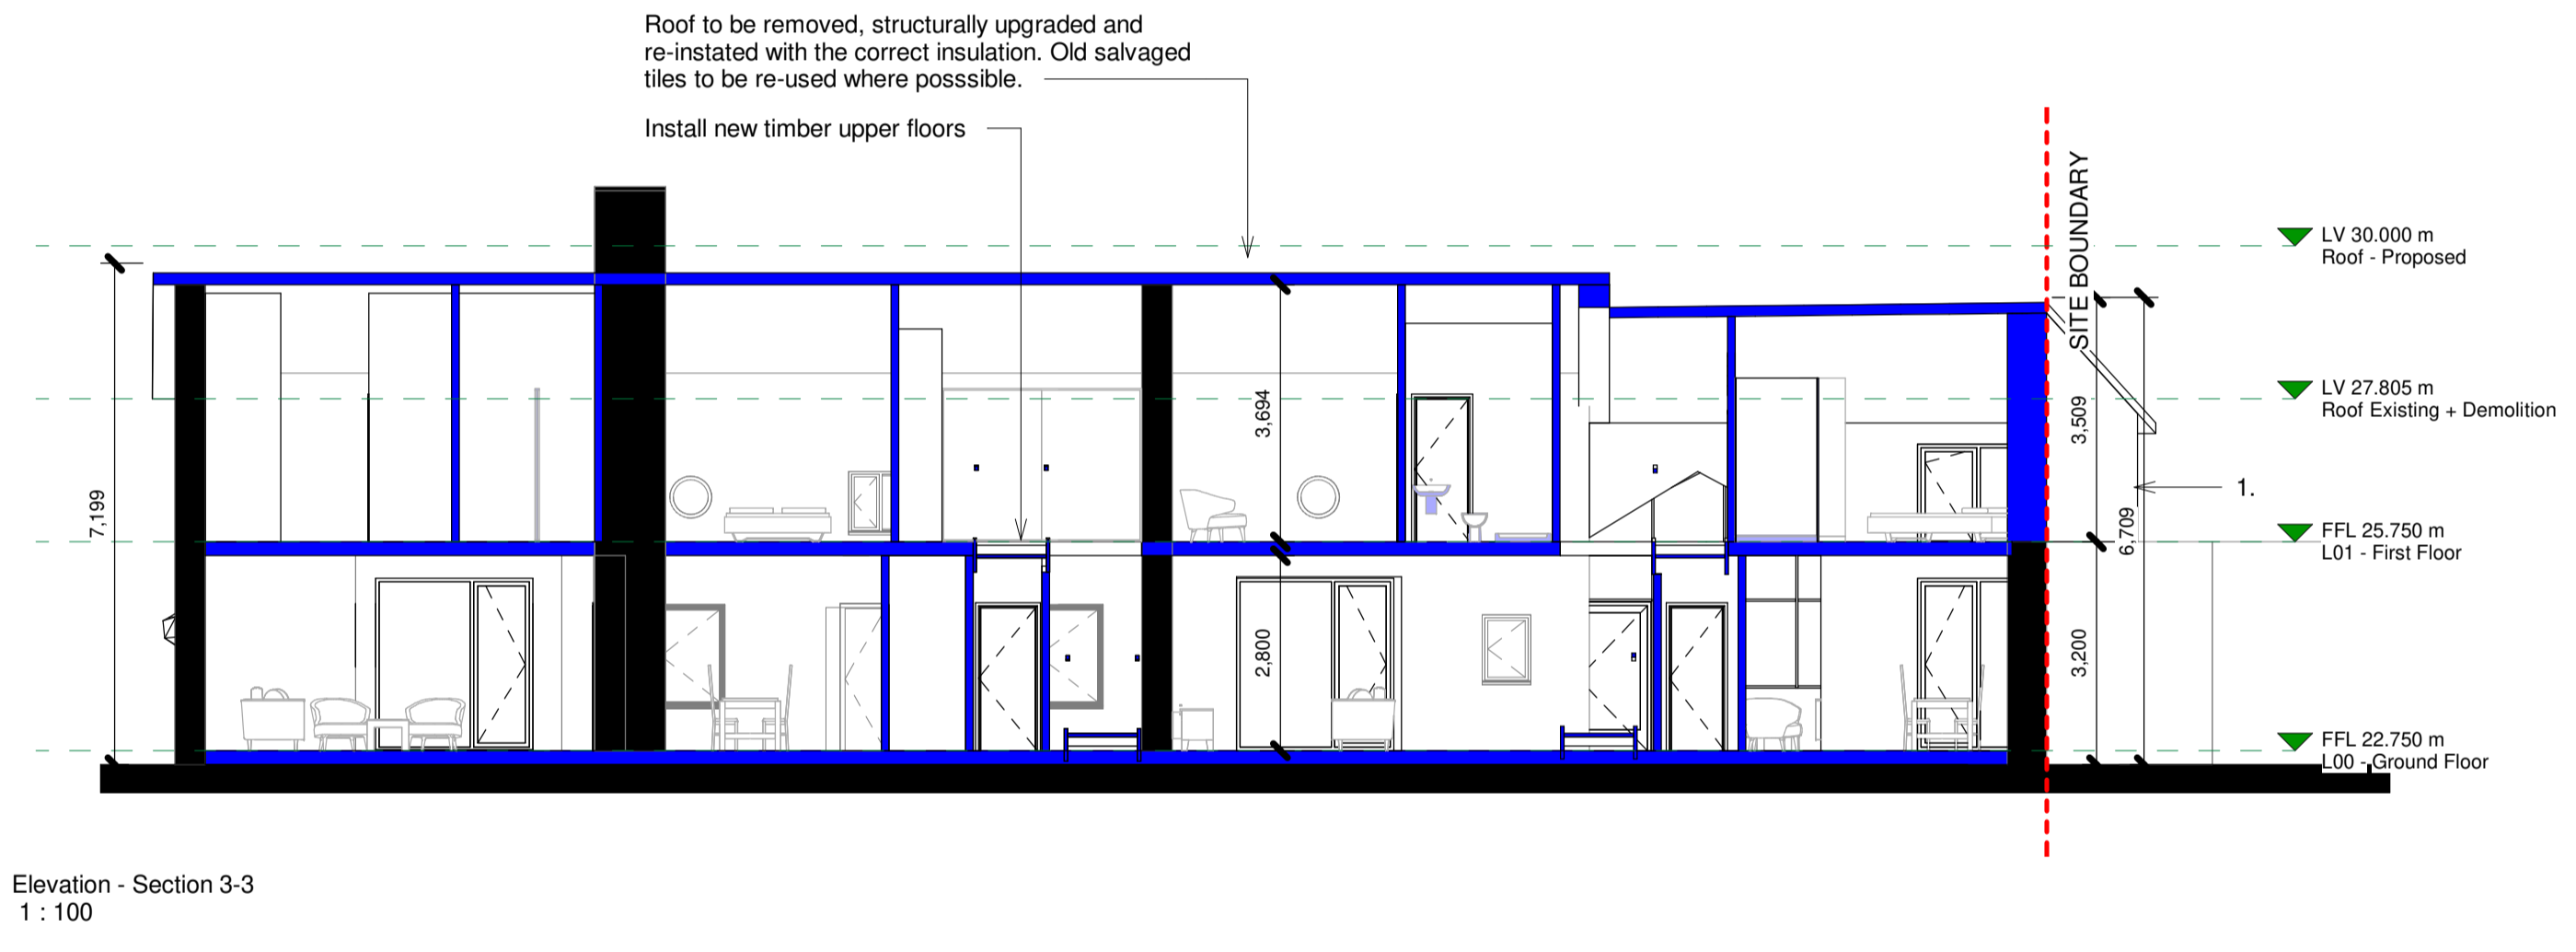 Roof to be removed, structurally upgraded and
re-instated with the correct insulation. Old salvaged
tiles to be re-used where posssible.
Install new timber upper floors
SITE BOUNDARY
LV 30.000 m
Roof - Proposed
LV 27.805 m
Roof Existing + Demolition
3,694
3,509
7,199
1.
6,709
FFL 25.750 m
L01 - First Floor
2,800
3,200
FFL 22.750 m
L00 - Ground Floor
Elevation - Section 3-3
1 : 100